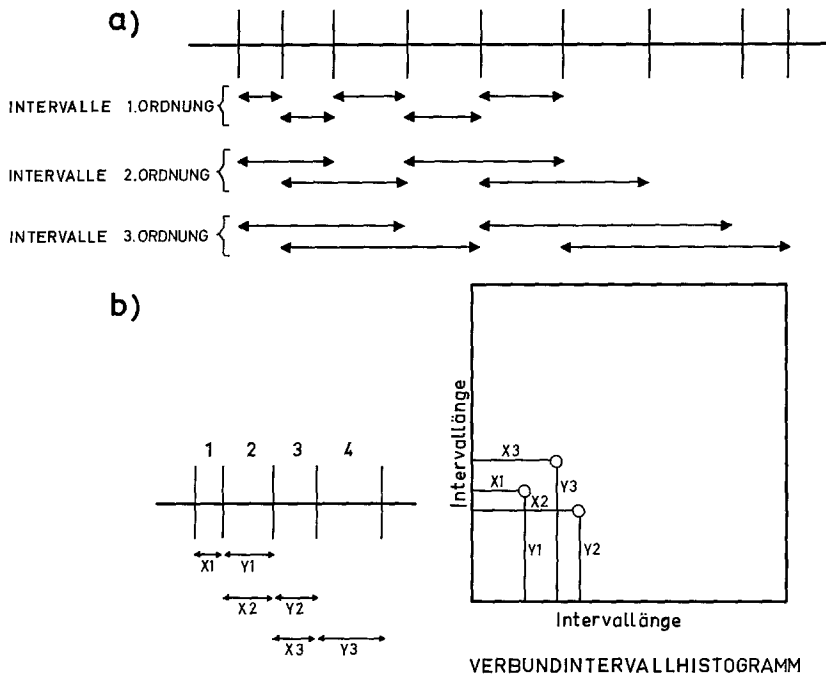 a)
INTERVALLE 1.ORDNUNG
INTERVALLE 2.ORDNUNG
INTERVALLE 3.ORDNUNG
b)
1 2 3 4
X1 Y1
X2 Y2
X3 Y3
Intervallänge
X3
X1 X2 Y3
Y1 Y2
Intervallänge
VERBUNDINTERVALLHISTOGRAMM